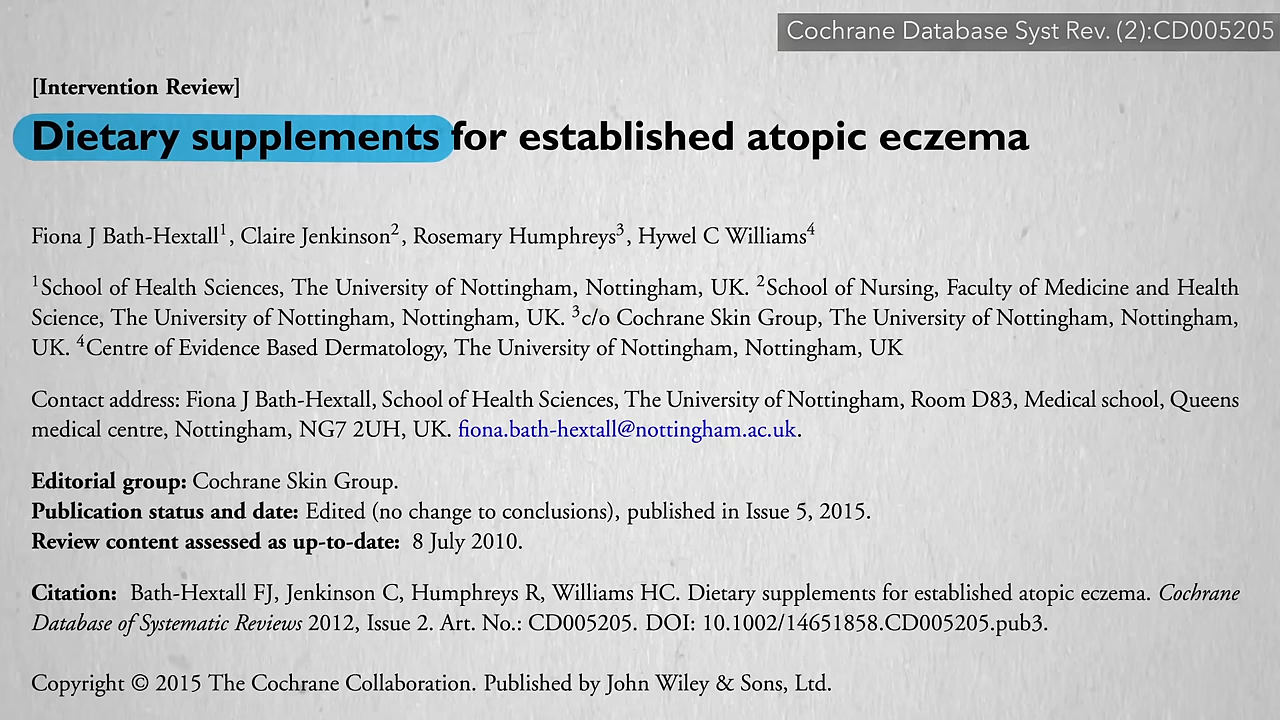 Cochrane Database Syst Rev. (2):CD005205
[Intervention Review]
Dietary supplements for established atopic eczema
Fiona J Bath-Hextall1, Claire Jenkinson2, Rosemary Humphreys3, Hywel C Williams4
1School of Health Sciences, The University of Nottingham, Nottingham, UK. 2School of Nursing, Faculty of Medicine and Health
Science, The University of Nottingham, Nottingham, UK. 3c/o Cochrane Skin Group, The University of Nottingham, Nottingham,
UK. 4Centre of Evidence Based Dermatology, The University of Nottingham, Nottingham, UK
Contact address: Fiona J Bath-Hextall, School of Health Sciences, The University of Nottingham, Room D83, Medical school, Queens
medical centre, Nottingham, NG7 2UH, UK. fiona.bath-hextall@nottingham.ac.uk.
Editorial group: Cochrane Skin Group.
Publication status and date: Edited (no change to conclusions), published in Issue 5, 2015.
Review content assessed as up-to-date: 8 July 2010.
Citation: Bath-Hextall FJ, Jenkinson C, Humphreys R, Williams HC. Dietary supplements for established atopic eczema. Cochrane
Database of Systematic Reviews 2012, Issue 2. Art. No.: CD005205. DOI: 10.1002/14651858.CD005205.pub3.
Copyright © 2015 The Cochrane Collaboration. Published by John Wiley & Sons, Ltd.